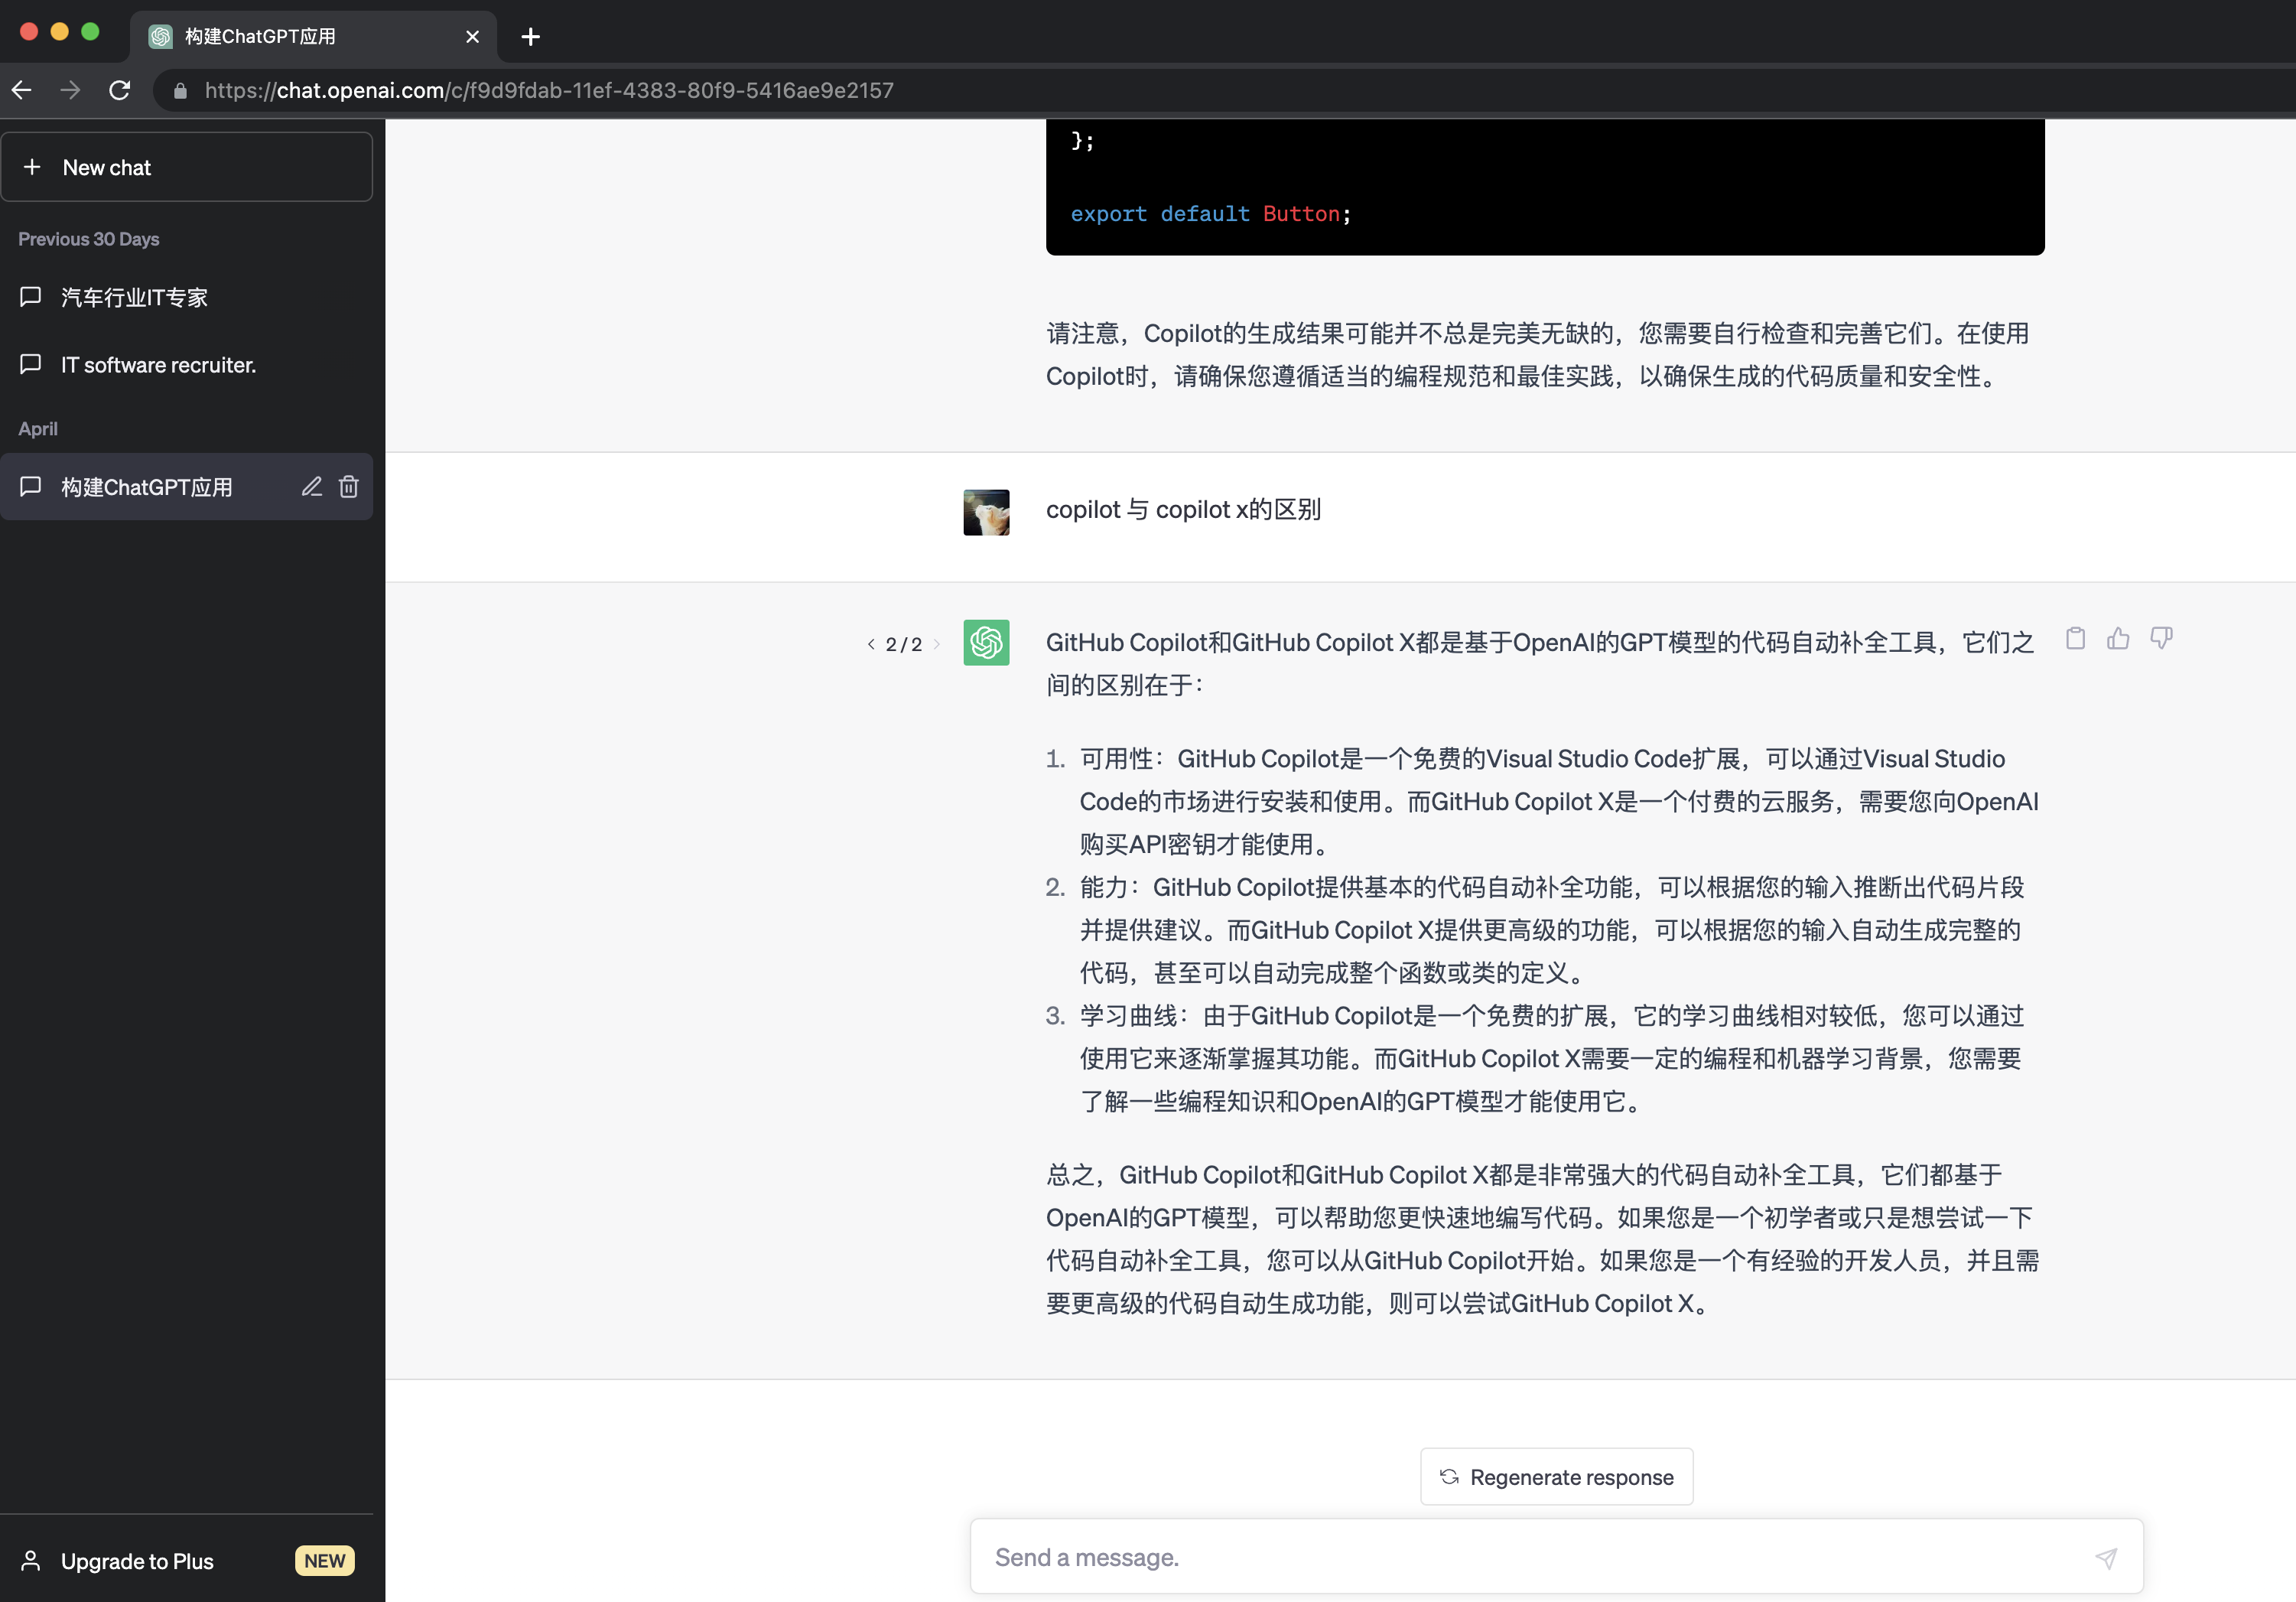 构建ChatGPT应用
https://chat.openai.com/c/f9d9fdab-11ef-4383-80f9-5416ae9e2157
New chat
Previous 30 Days
汽车行业IT专家
IT software recruiter.
April
构建ChatGPT应用
Upgrade to Plus NEW
};
export default Button;
请注意，Copilot的生成结果可能并不总是完美无缺的，您需要自行检查和完善它们。在使用
Copilot时，请确保您遵循适当的编程规范和最佳实践，以确保生成的代码质量和安全性。
copilot 与 copilot x的区别
2 / 2
GitHub Copilot和GitHub Copilot X都是基于OpenAI的GPT模型的代码自动补全工具，它们之
间的区别在于：
1. 可用性：GitHub Copilot是一个免费的Visual Studio Code扩展，可以通过Visual Studio
Code的市场进行安装和使用。而GitHub Copilot X是一个付费的云服务，需要您向OpenAI
购买API密钥才能使用。
2. 能力：GitHub Copilot提供基本的代码自动补全功能，可以根据您的输入推断出代码片段
并提供建议。而GitHub Copilot X提供更高级的功能，可以根据您的输入自动生成完整的
代码，甚至可以自动完成整个函数或类的定义。
3. 学习曲线：由于GitHub Copilot是一个免费的扩展，它的学习曲线相对较低，您可以通过
使用它来逐渐掌握其功能。而GitHub Copilot X需要一定的编程和机器学习背景，您需要
了解一些编程知识和OpenAI的GPT模型才能使用它。
总之，GitHub Copilot和GitHub Copilot X都是非常强大的代码自动补全工具，它们都基于
OpenAI的GPT模型，可以帮助您更快速地编写代码。如果您是一个初学者或只是想尝试一下
代码自动补全工具，您可以从GitHub Copilot开始。如果您是一个有经验的开发人员，并且需
要更高级的代码自动生成功能，则可以尝试GitHub Copilot X。
Regenerate response
Send a message.